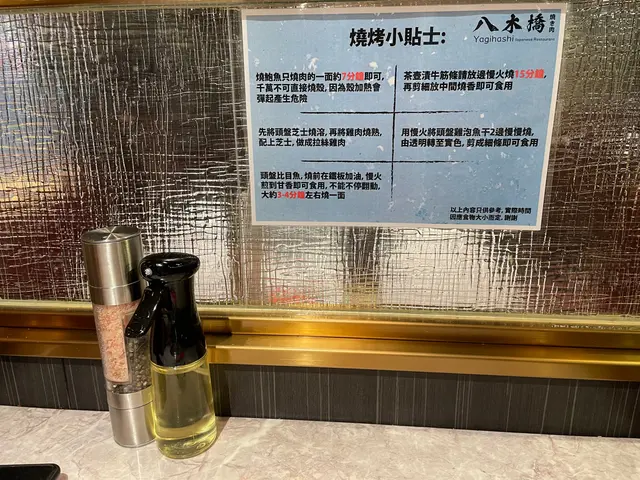 燒烤小貼士:
八木橋 焼き肉
Yagihashi Japanese Restaurant
燒鮑魚只燒肉的一面約7分鐘即可,
千萬不可直接燒殼, 因為殼加熱會
彈起產生危險
茶壺漬牛筋條饋放邊慢火燒15分鐘,
再剪細放中間燒香即可食用
先將頭盤芝士燒溶, 再將雞肉燒熟,
配上芝士, 做成拉絲雞肉
用慢火將頭盤雞泡魚干2邊慢慢燒,
由透明轉至實色, 剪成細條即可食用
頭盤比目魚, 燒前在鐵板加油, 慢火
煎到甘香即可食用, 不能不停翻動,
大約3-4分鐘左右燒一面
以上內容只供參考, 實際時間
因應食物大小而定, 謝謝